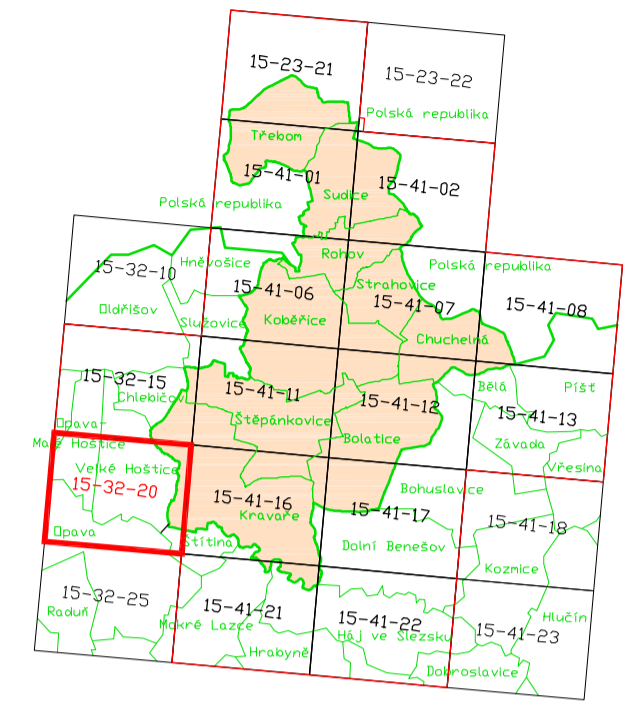 15-23-21
15-23-22
Polská republika
Třebom
15-41-01
15-41-02
Sudice
Polská republika
Rohov
Hněvošice
Polská republika
15-32-10
Strahovice
15-41-06
15-41-07
15-41-08
Oldřišov
Služovice
Koběřice
Chuchelná
15-32-15
Bělá
Píšť
Chlebičov
15-41-11
15-41-12
15-41-13
Opava-
Štěpánkovice
Malé Hoštice
Bolatice
Závada
Velké Hoštice
Vřesina
15-32-20
Bohuslavice
15-41-16
Kravaře
15-41-17
15-41-18
Opava
Štítina
Dolní Benešov
Kozmice
15-32-25
Raduň
15-41-21
15-41-22
Hlučín
Mokré Lazce
Háj ve Slezsku
15-41-23
Hrabyně
Dobroslavice